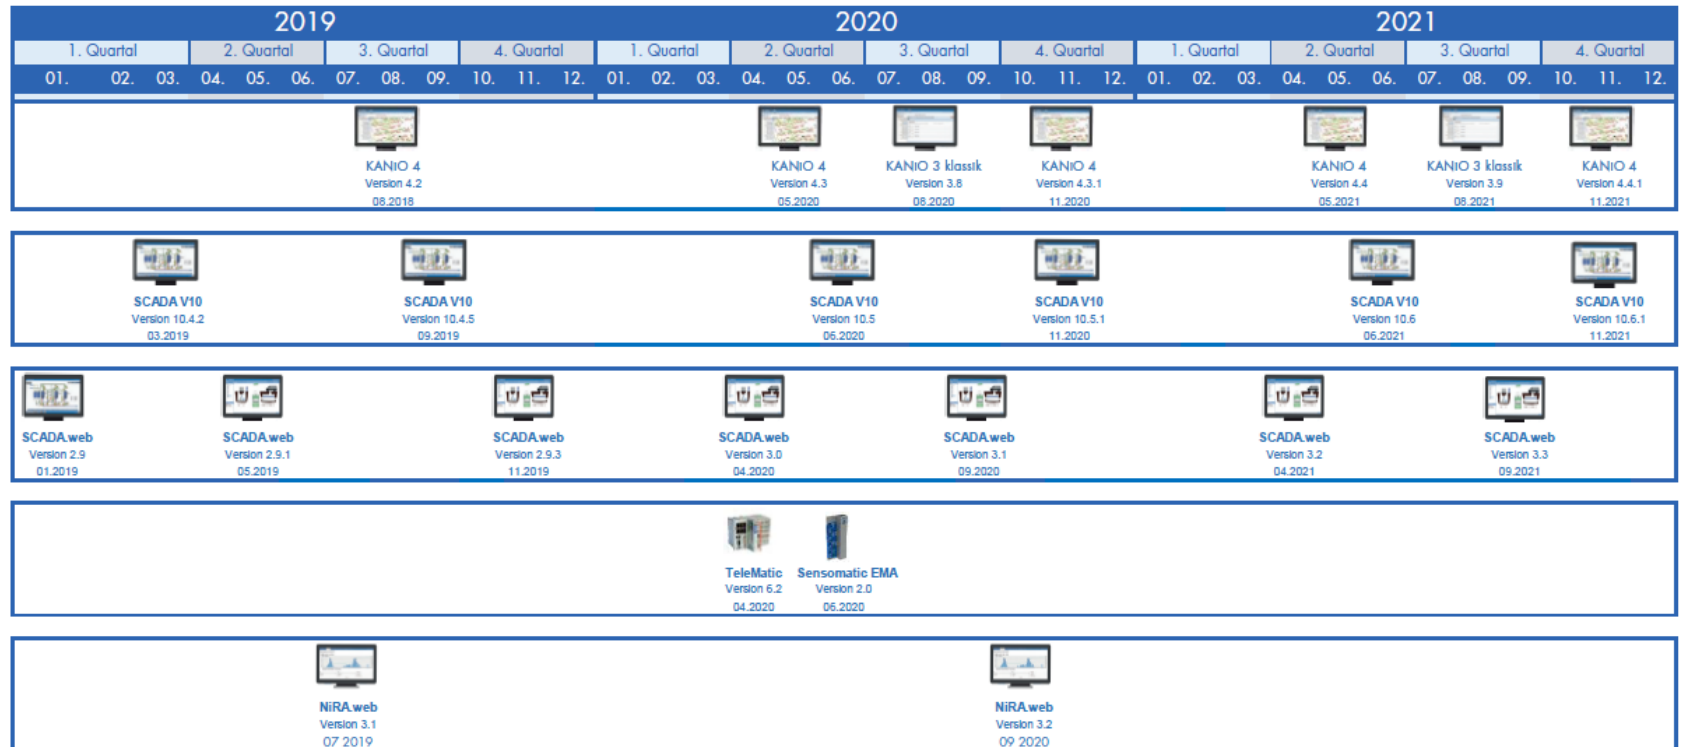 2019 2020 2021
1. Quartal 2. Quartal 3. Quartal 4. Quartal 1. Quartal 2. Quartal 3. Quartal 4. Quartal 1. Quartal 2. Quartal 3. Quartal 4. Quartal
01. 02. 03. 04. 05. 06. 07. 08. 09. 10. 11. 12. 01. 02. 03. 04. 05. 06. 07. 08. 09. 10. 11. 12. 01. 02. 03. 04. 05. 06. 07. 08. 09. 10. 11. 12.
KANiO 4 KANiO 4 KANiO 3 klassik KANiO 4 KANiO 4 KANiO 3 klassik KANiO 4
Version 4.2 Version 4.3 Version 3.8 Version 4.3.1 Version 4.4 Version 3.9 Version 4.4.1
08.2018 05.2020 08.2020 11.2020 05.2021 08.2021 11.2021
SCADA V10 SCADA V10 SCADA V10 SCADA V10 SCADA V10 SCADA V10
Version 10.4.2 Version 10.4.5 Version 10.5 Version 10.5.1 Version 10.6 Version 10.6.1
03.2019 09.2019 06.2020 11.2020 06.2021 11.2021
SCADA.web SCADA.web SCADA.web SCADA.web SCADA.web SCADA.web SCADA.web
Version 2.9 Version 2.9.1 Version 2.9.3 Version 3.0 Version 3.1 Version 3.2 Version 3.3
01.2019 05.2019 11.2019 04.2020 09.2020 04.2021 09.2021
TeleMatic Sensomatic EMA
Version 6.2 Version 2.0
04.2020 06.2020
NiRA.web NiRA.web
Version 3.1 Version 3.2
07 2019 09 2020